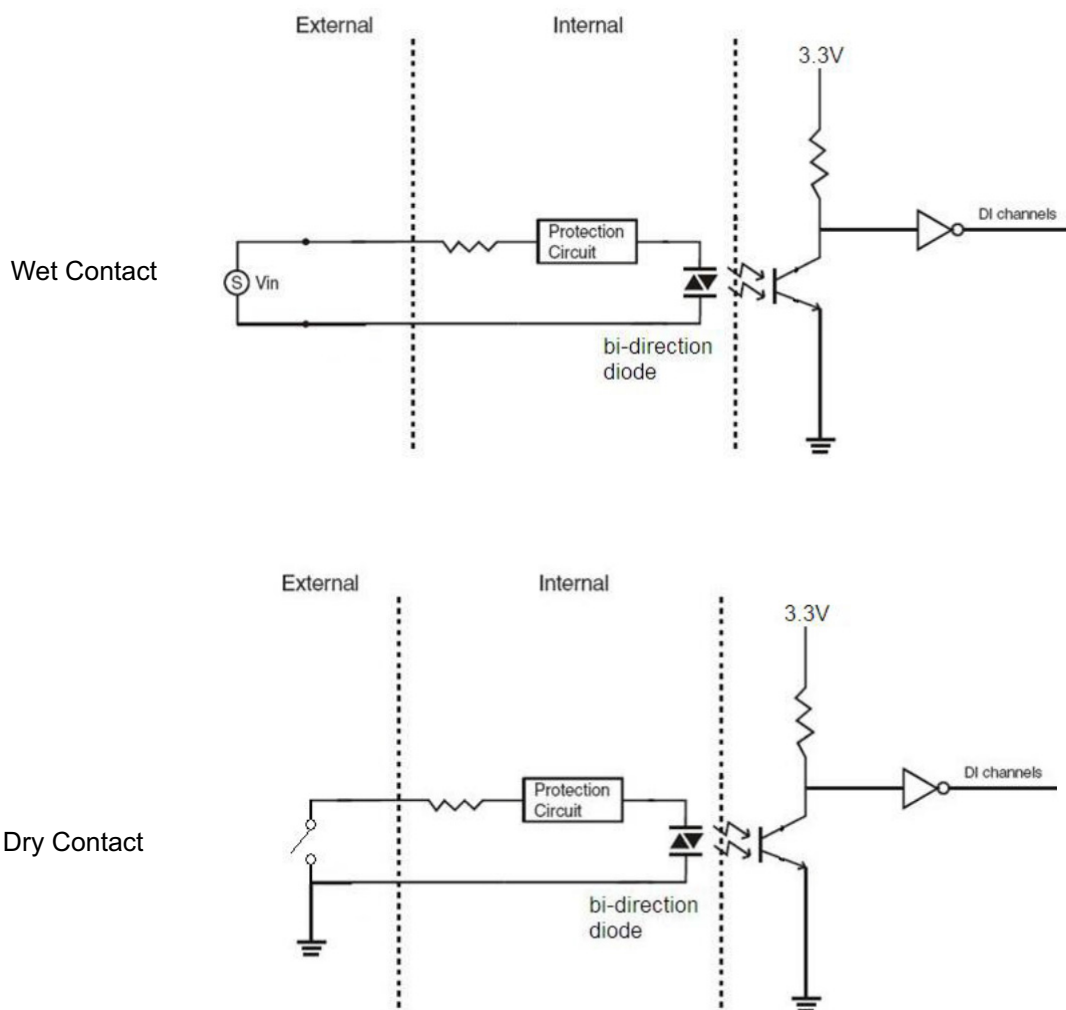 External
Internal
3.3V
Protection
Circuit
DI channels
Wet Contact
S
Vin
bi-direction
diode
External
Internal
3.3V
Protection
Circuit
DI channels
Dry Contact
bi-direction
diode